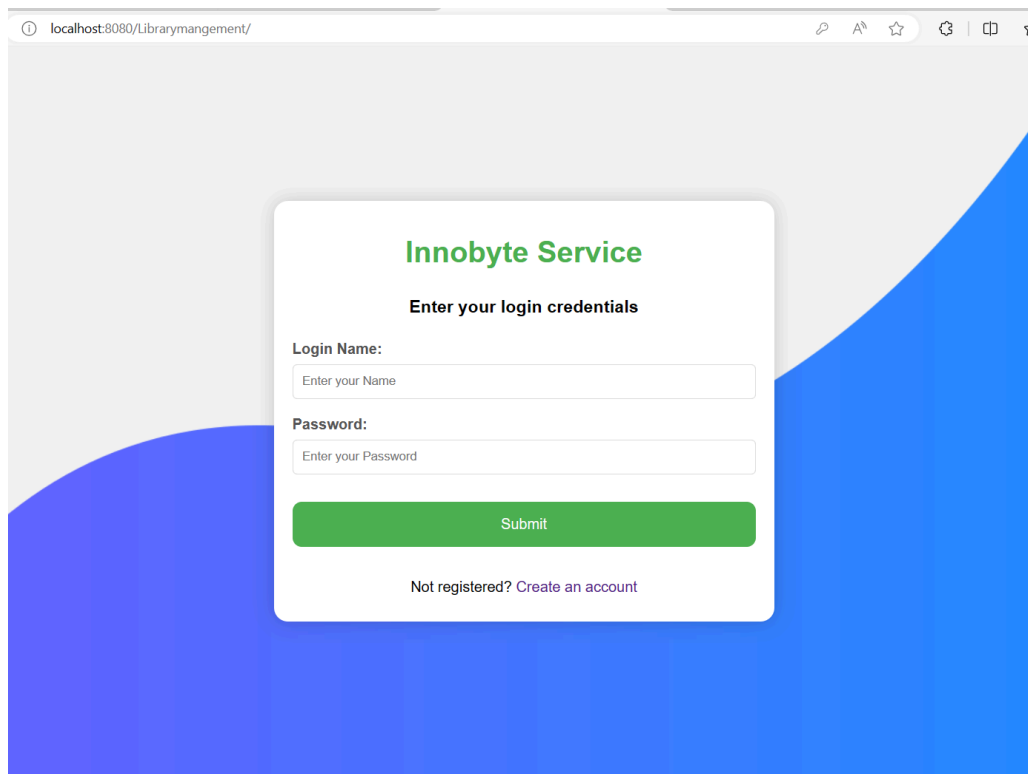 localhost:8080/Librarymangement/
Innobyte Service
Enter your login credentials
Login Name:
Enter your Name
Password:
Enter your Password
Submit
Not registered? Create an account